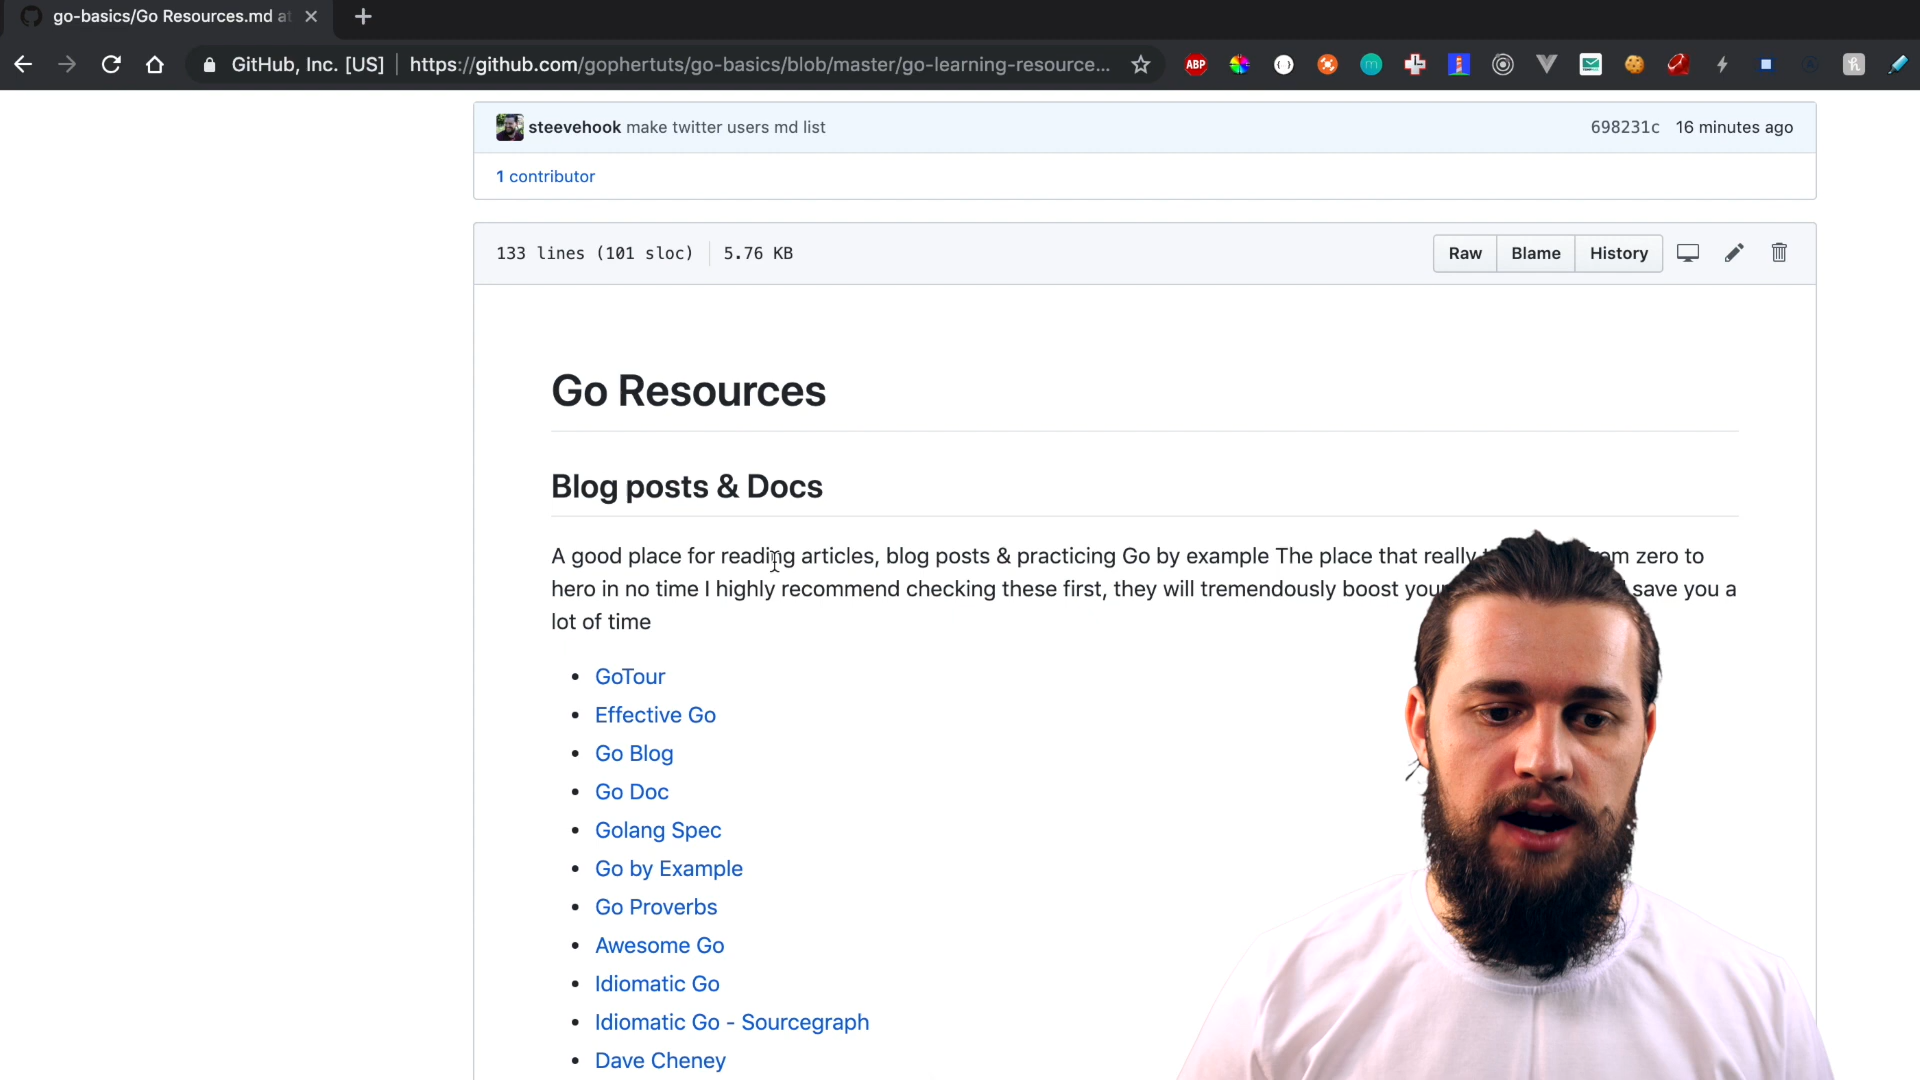 go-basics/Go Resources.md at
GitHub, Inc. [US] https://github.com/gophertuts/go-basics/blob/master/go-learning-resource...
ABP
steevehook make twitter users md list 698231c 16 minutes ago
1 contributor
133 lines (101 sloc) 5.76 KB Raw Blame History
Go Resources
Blog posts & Docs
A good place for reading articles, blog posts & practicing Go by example The place that really zero to
hero in no time I highly recommend checking these first, they will tremendously boost save you a
lot of time
GoTour
Effective Go
Go Blog
Go Doc
Golang Spec
Go by Example
Go Proverbs
Awesome Go
Idiomatic Go
Idiomatic Go - Sourcegraph
Dave Cheney